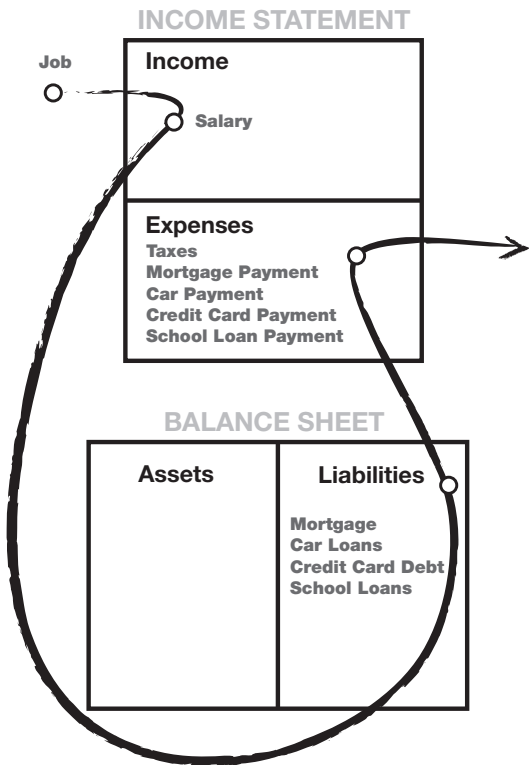 INCOME STATEMENT
Job
Income
Salary
Expenses
Taxes
Mortgage Payment
Car Payment
Credit Card Payment
School Loan Payment
BALANCE SHEET
Assets
Liabilities
Mortgage
Car Loans
Credit Card Debt
School Loans